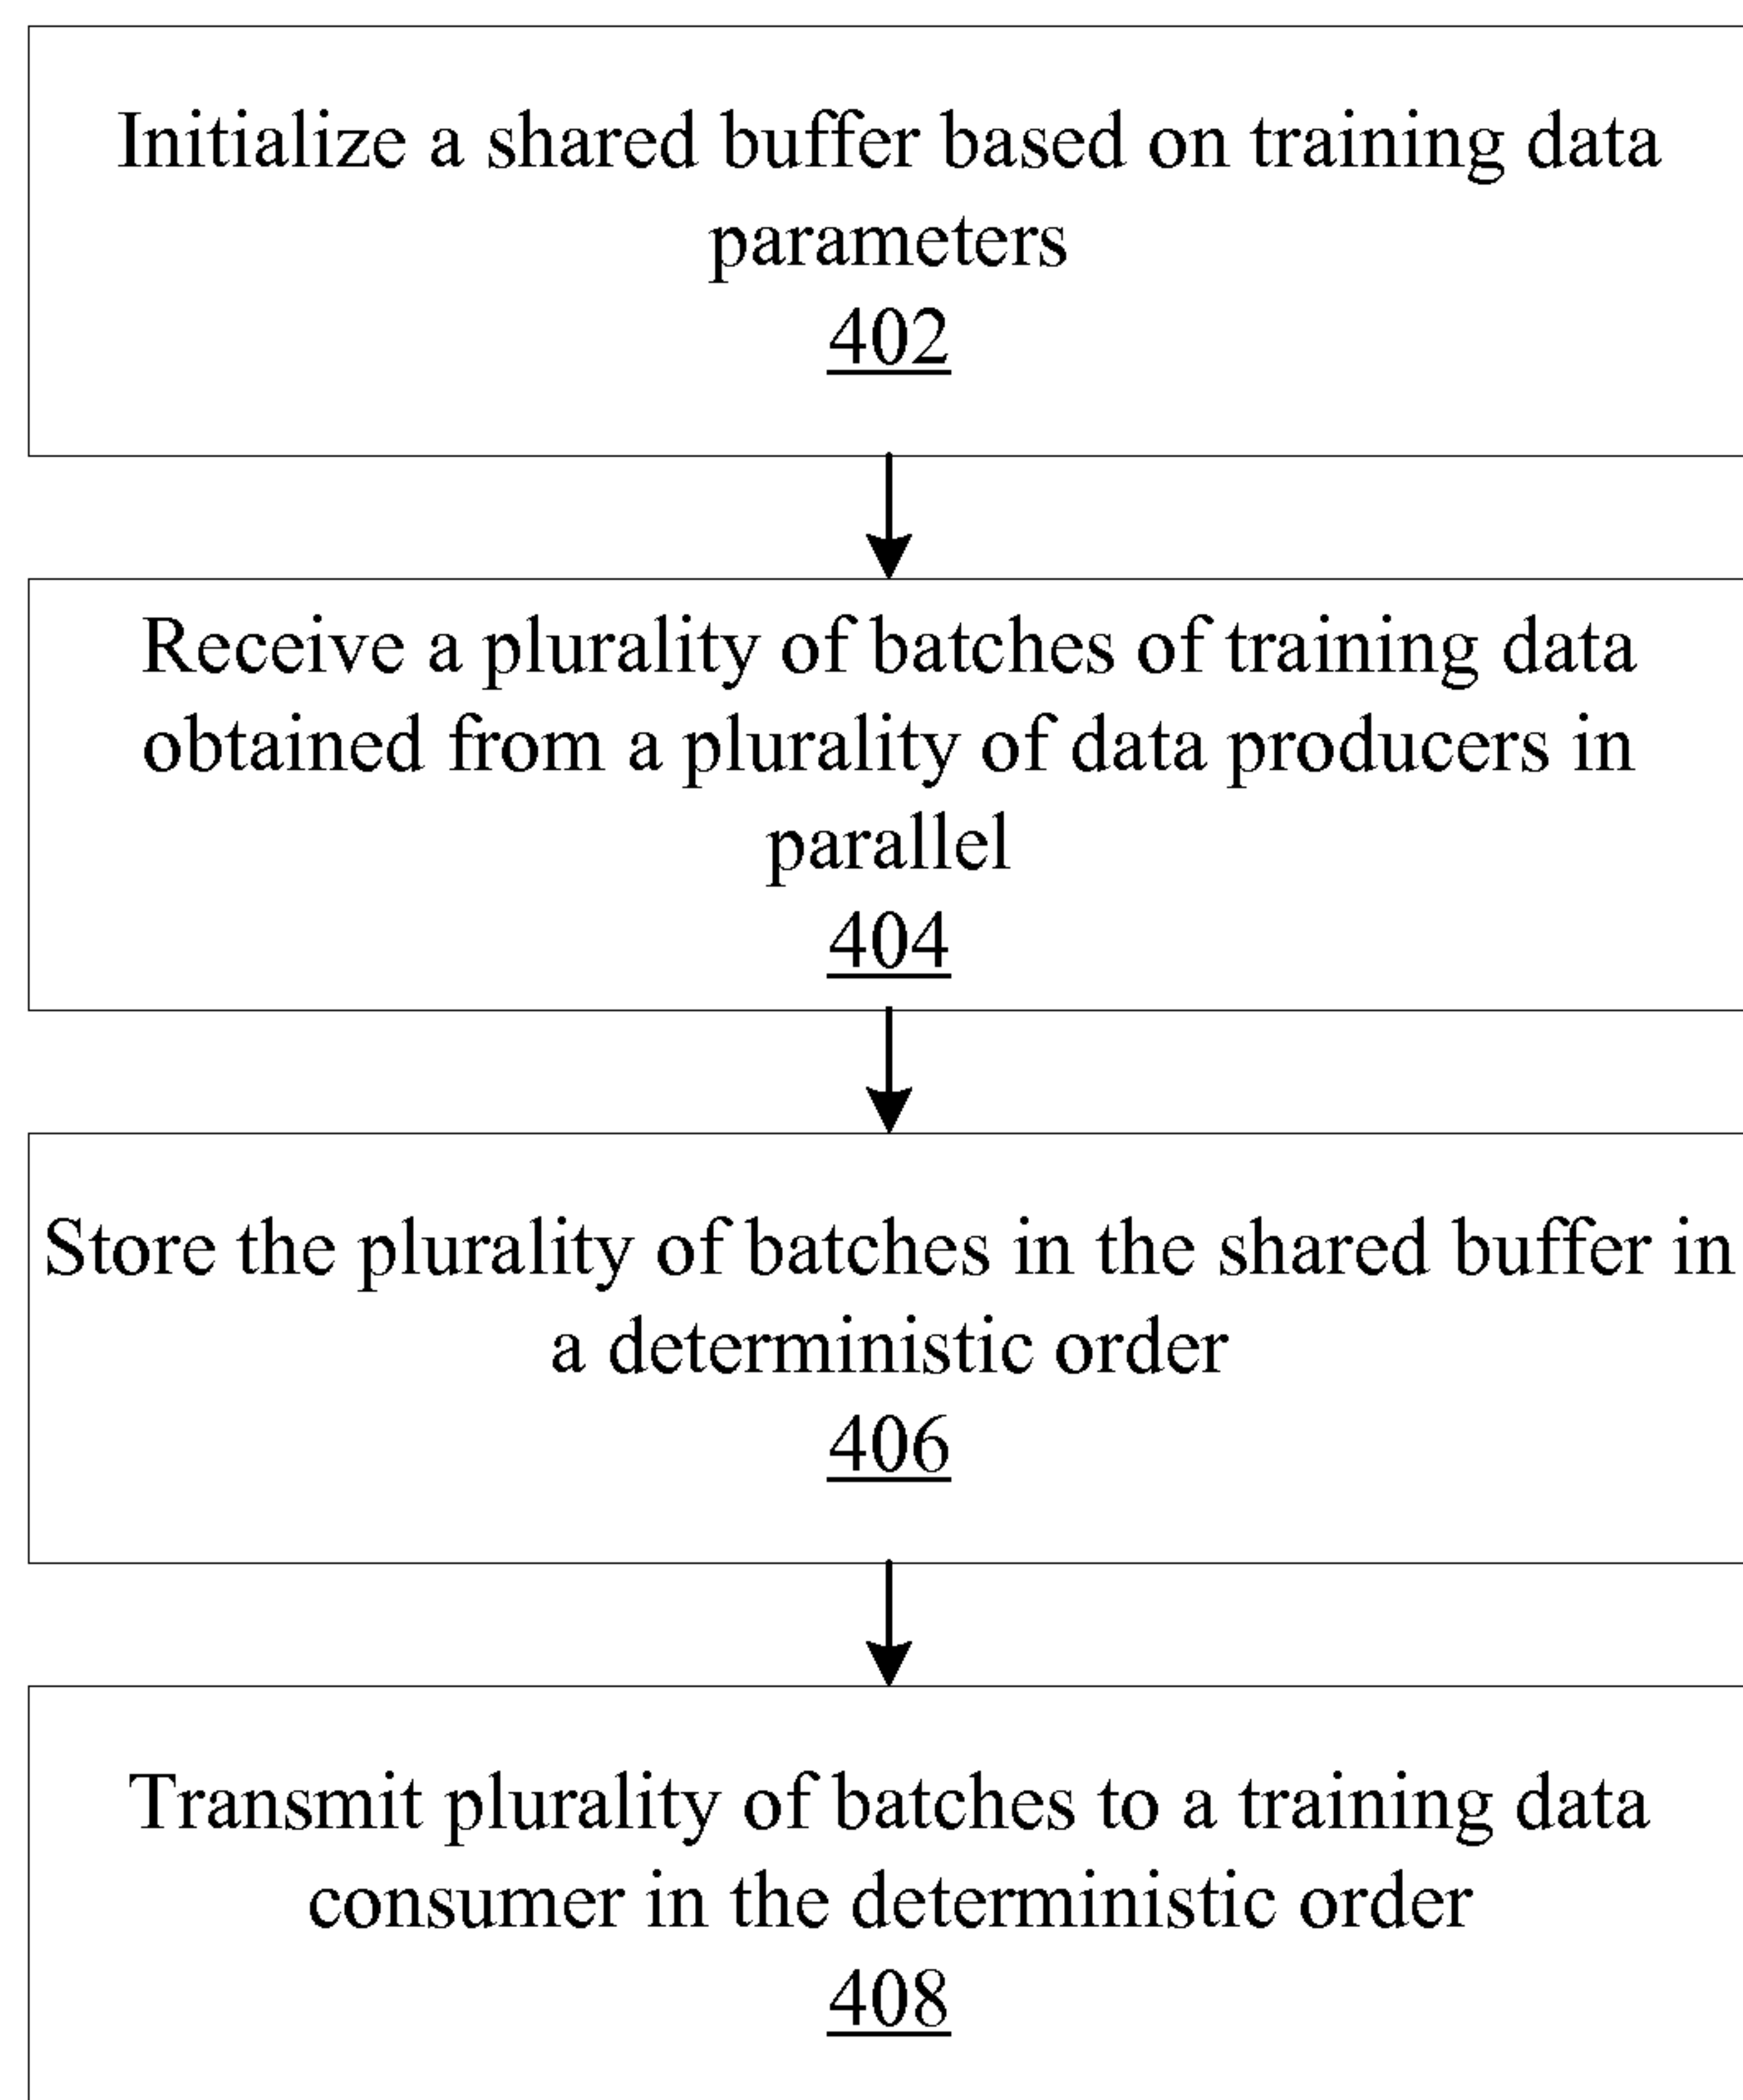 Initialize a shared buffer based on training data
parameters
402
Receive a plurality of batches of training data
obtained from a plurality of data producers in
parallel
404
Store the plurality of batches in the shared buffer in
a deterministic order
406
Transmit plurality of batches to a training data
consumer in the deterministic order
408